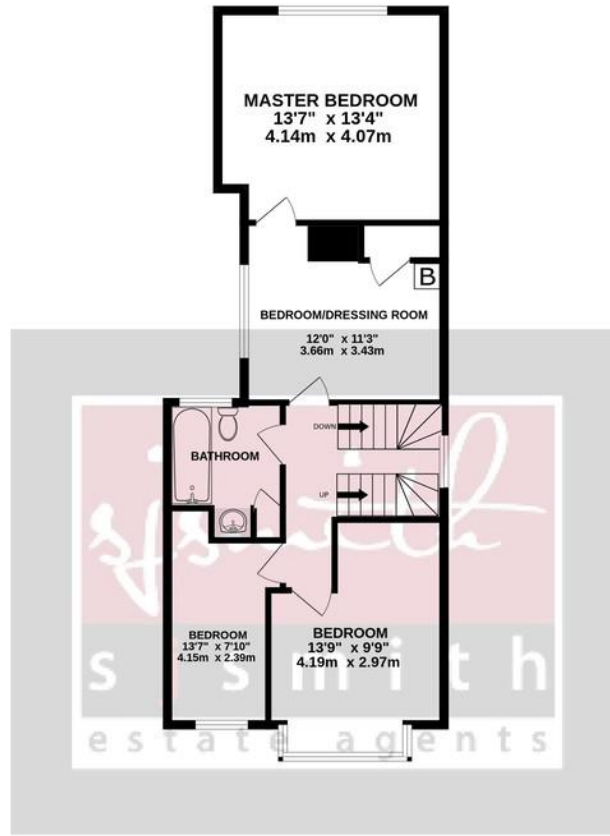 MASTER BEDROOM
13'7" x 13'4"
4.14m x 4.07m
B
BEDROOM/DRESSING ROOM
12'0" x 11'3"
3.66m x 3.43m
DOWN
BATHROOM
UP
sjsmith
BEDROOM
13'7" x 7'10"
4.15m x 2.39m
BEDROOM
13'9" x 9'9"
4.19m x 2.97m
s j smith
estate agents